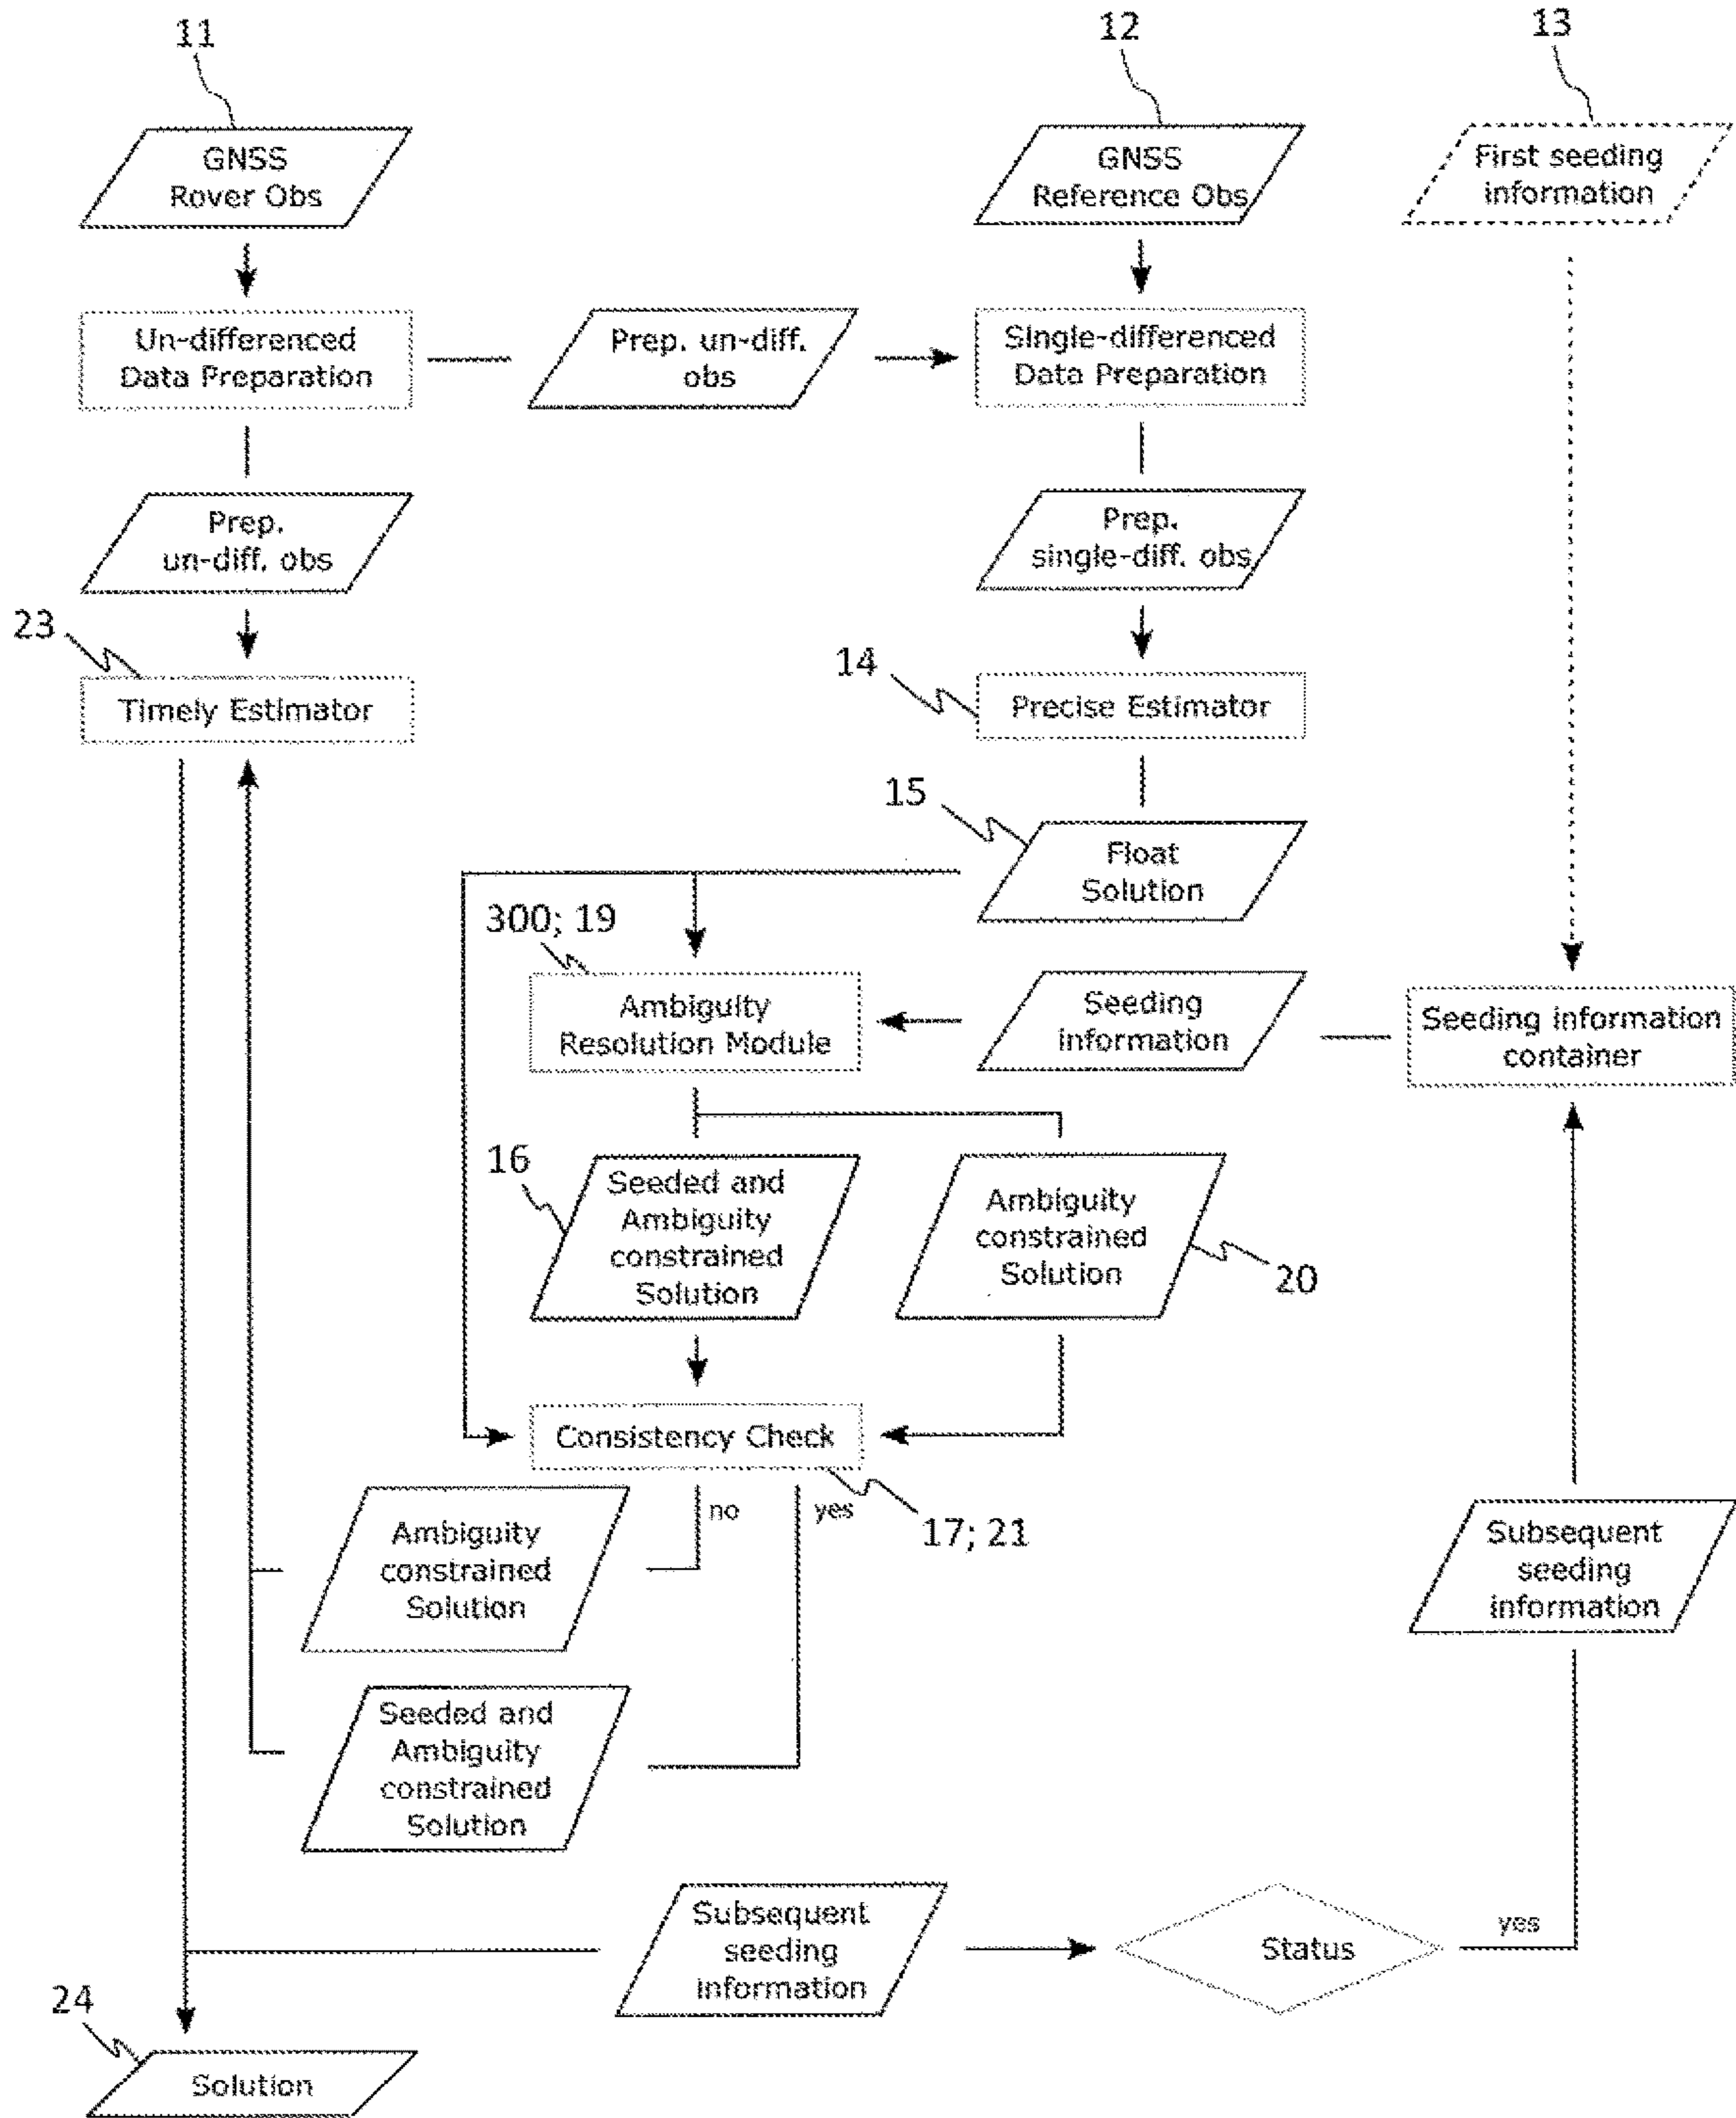 11
12
13
GNSS
Rover Obs
GNSS
Reference Obs
First seeding
information
Un-differenced
Data Preparation
Prep. un-diff.
obs
Single-differenced
Data Preparation
Prep.
un-diff. obs
Prep.
single-diff. obs
23
Timely Estimator
14
Precise Estimator
15
Float
Solution
300; 19
Ambiguity
Resolution Module
Seeding
information
Seeding information
container
16
Seeded and
Ambiguity
constrained
Solution
Ambiguity
constrained
Solution
20
Consistency Check
no
yes
17; 21
Ambiguity
constrained
Solution
Subsequent
seeding
information
Seeded and
Ambiguity
constrained
Solution
Subsequent
seeding
information
Status
yes
24
Solution